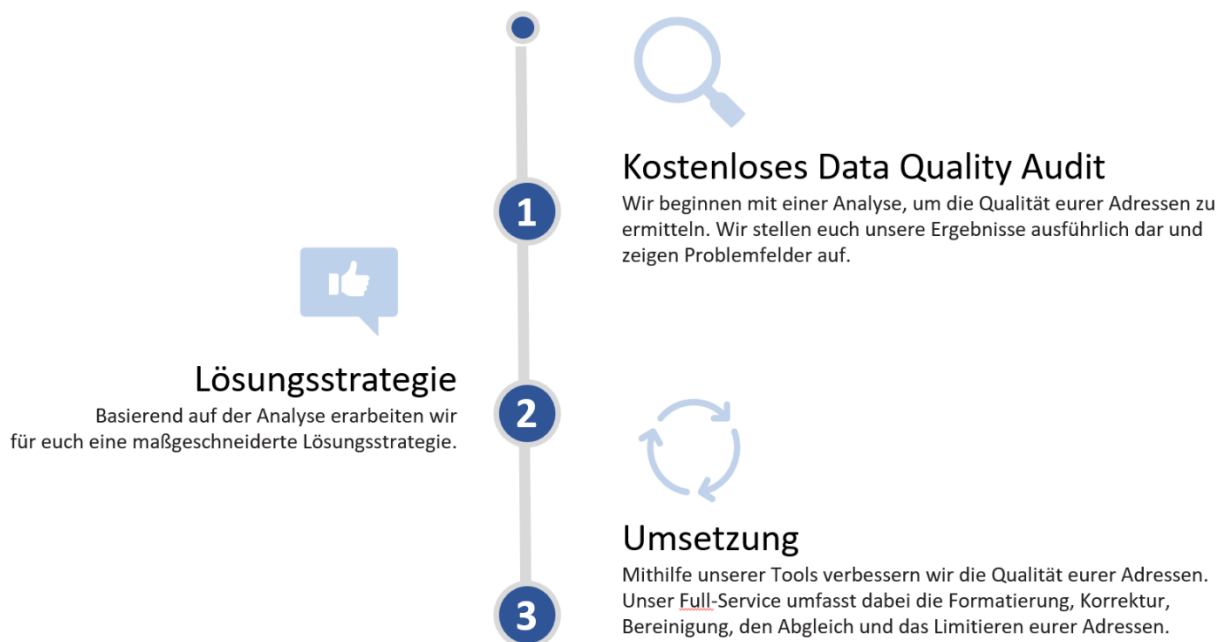 1
Kostenloses Data Quality Audit
Wir beginnen mit einer Analyse, um die Qualität eurer Adressen zu
ermitteln. Wir stellen euch unsere Ergebnisse ausführlich dar und
zeigen Problemfelder auf.
2
Lösungsstrategie
Basierend auf der Analyse erarbeiten wir
für euch eine maßgeschneiderte Lösungsstrategie.
3
Umsetzung
Mithilfe unserer Tools verbessern wir die Qualität eurer Adressen.
Unser Full-Service umfasst dabei die Formatierung, Korrektur,
Bereinigung, den Abgleich und das Limitieren eurer Adressen.